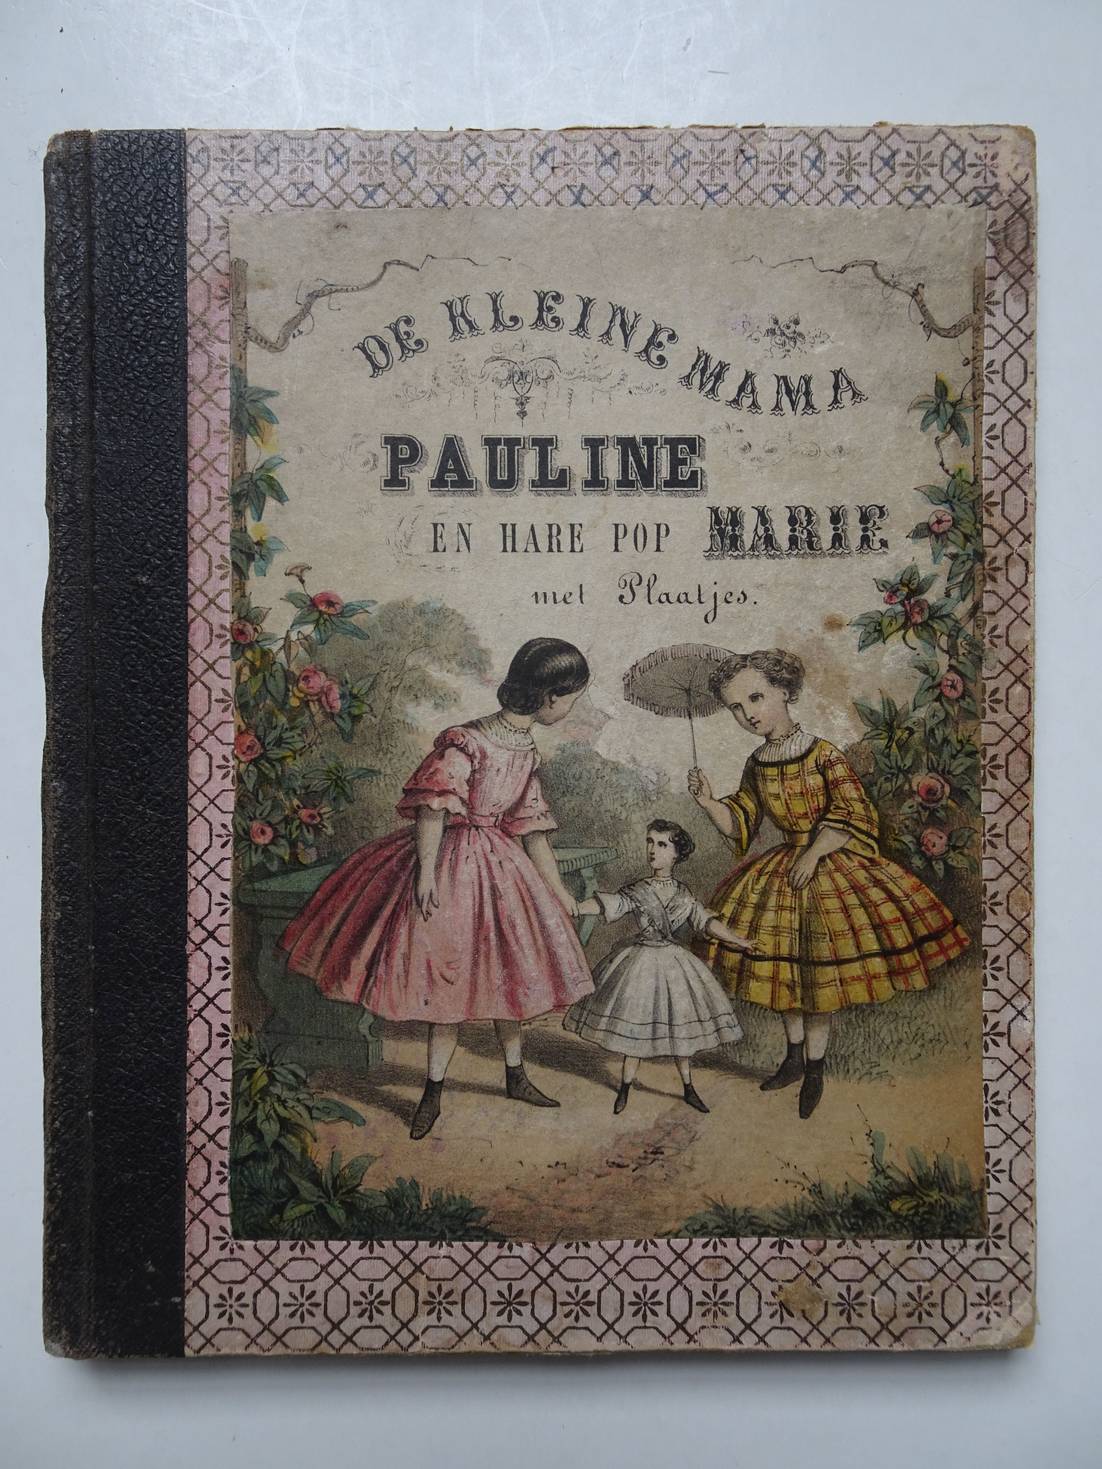 DE KLEINE MAMA
PAULINE
EN HARE POP MARIE
met Plaatjes.